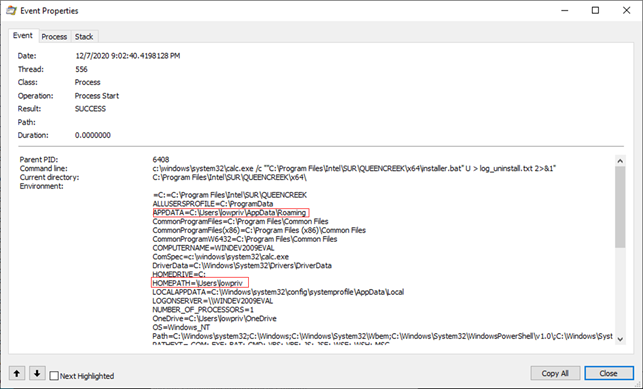 Event Properties
Event Process Stack
Date: 12/7/2020 9:02:40.4198128 PM
Thread: 556
Class: Process
Operation: Process Start
Result: SUCCESS
Path:
Duration: 0.0000000
Parent PID: 6408
Command line: c:\windows\system32\calc.exe /c ""C:\Program Files\Intel\SUR\QUEENCREEK\x64\installer.bat" U > log_uninstall.txt 2>&1"
Current directory: C:\Program Files\Intel\SUR\QUEENCREEK\x64\
Environment:
=C:=C:\Program Files\Intel\SUR\QUEENCREEK
ALLUSERSPROFILE=C:\ProgramData
APPDATA=C:\Users\lowpriv\AppData\Roaming
CommonProgramFiles=C:\Program Files\Common Files
CommonProgramFiles(x86)=C:\Program Files (x86)\Common Files
CommonProgramW6432=C:\Program Files\Common Files
COMPUTERNAME=WINDEV2009EVAL
ComSpec=c:\windows\system32\calc.exe
DriverData=C:\Windows\System32\Drivers\DriverData
HOMEDRIVE=C:
HOMEPATH=\Users\lowpriv
LOCALAPPDATA=C:\Windows\system32\config\systemprofile\AppData\Local
LOGONSERVER=\\WINDEV2009EVAL
NUMBER_OF_PROCESSORS=1
OneDrive=C:\Users\lowpriv\OneDrive
OS=Windows_NT
Path=C:\Windows\system32;C:\Windows;C:\Windows\System32\Wbem;C:\Windows\System32\WindowsPowerShell\v1.0\;C:\Windows\Syst
Next Highlighted
Copy All Close